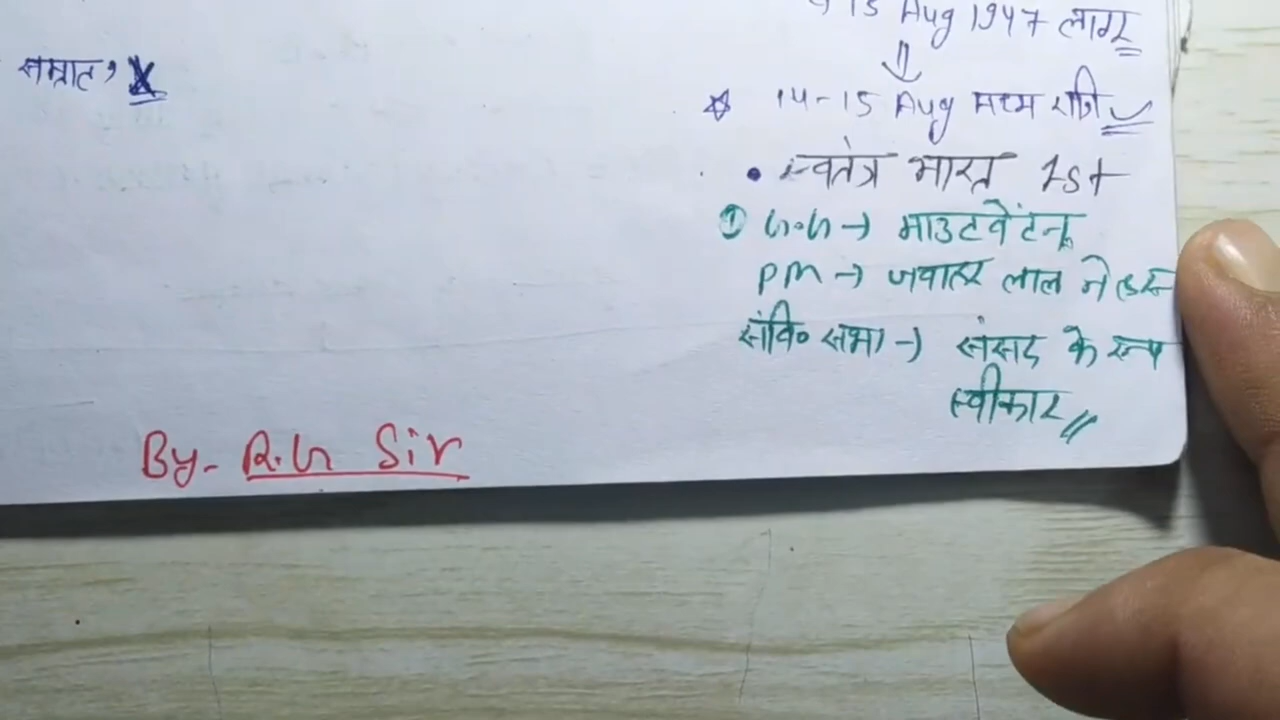 15 Aug 1947 लागू
सम्राट,
14-15 Aug मध्य रात्रि
• स्वतंत्र भारत 1st
① G.G → माउटबेंटन
PM → जवाहर लाल नेहरू
संवि० सभा → संसद के रूप
स्वीकार //
By- R.G Sir